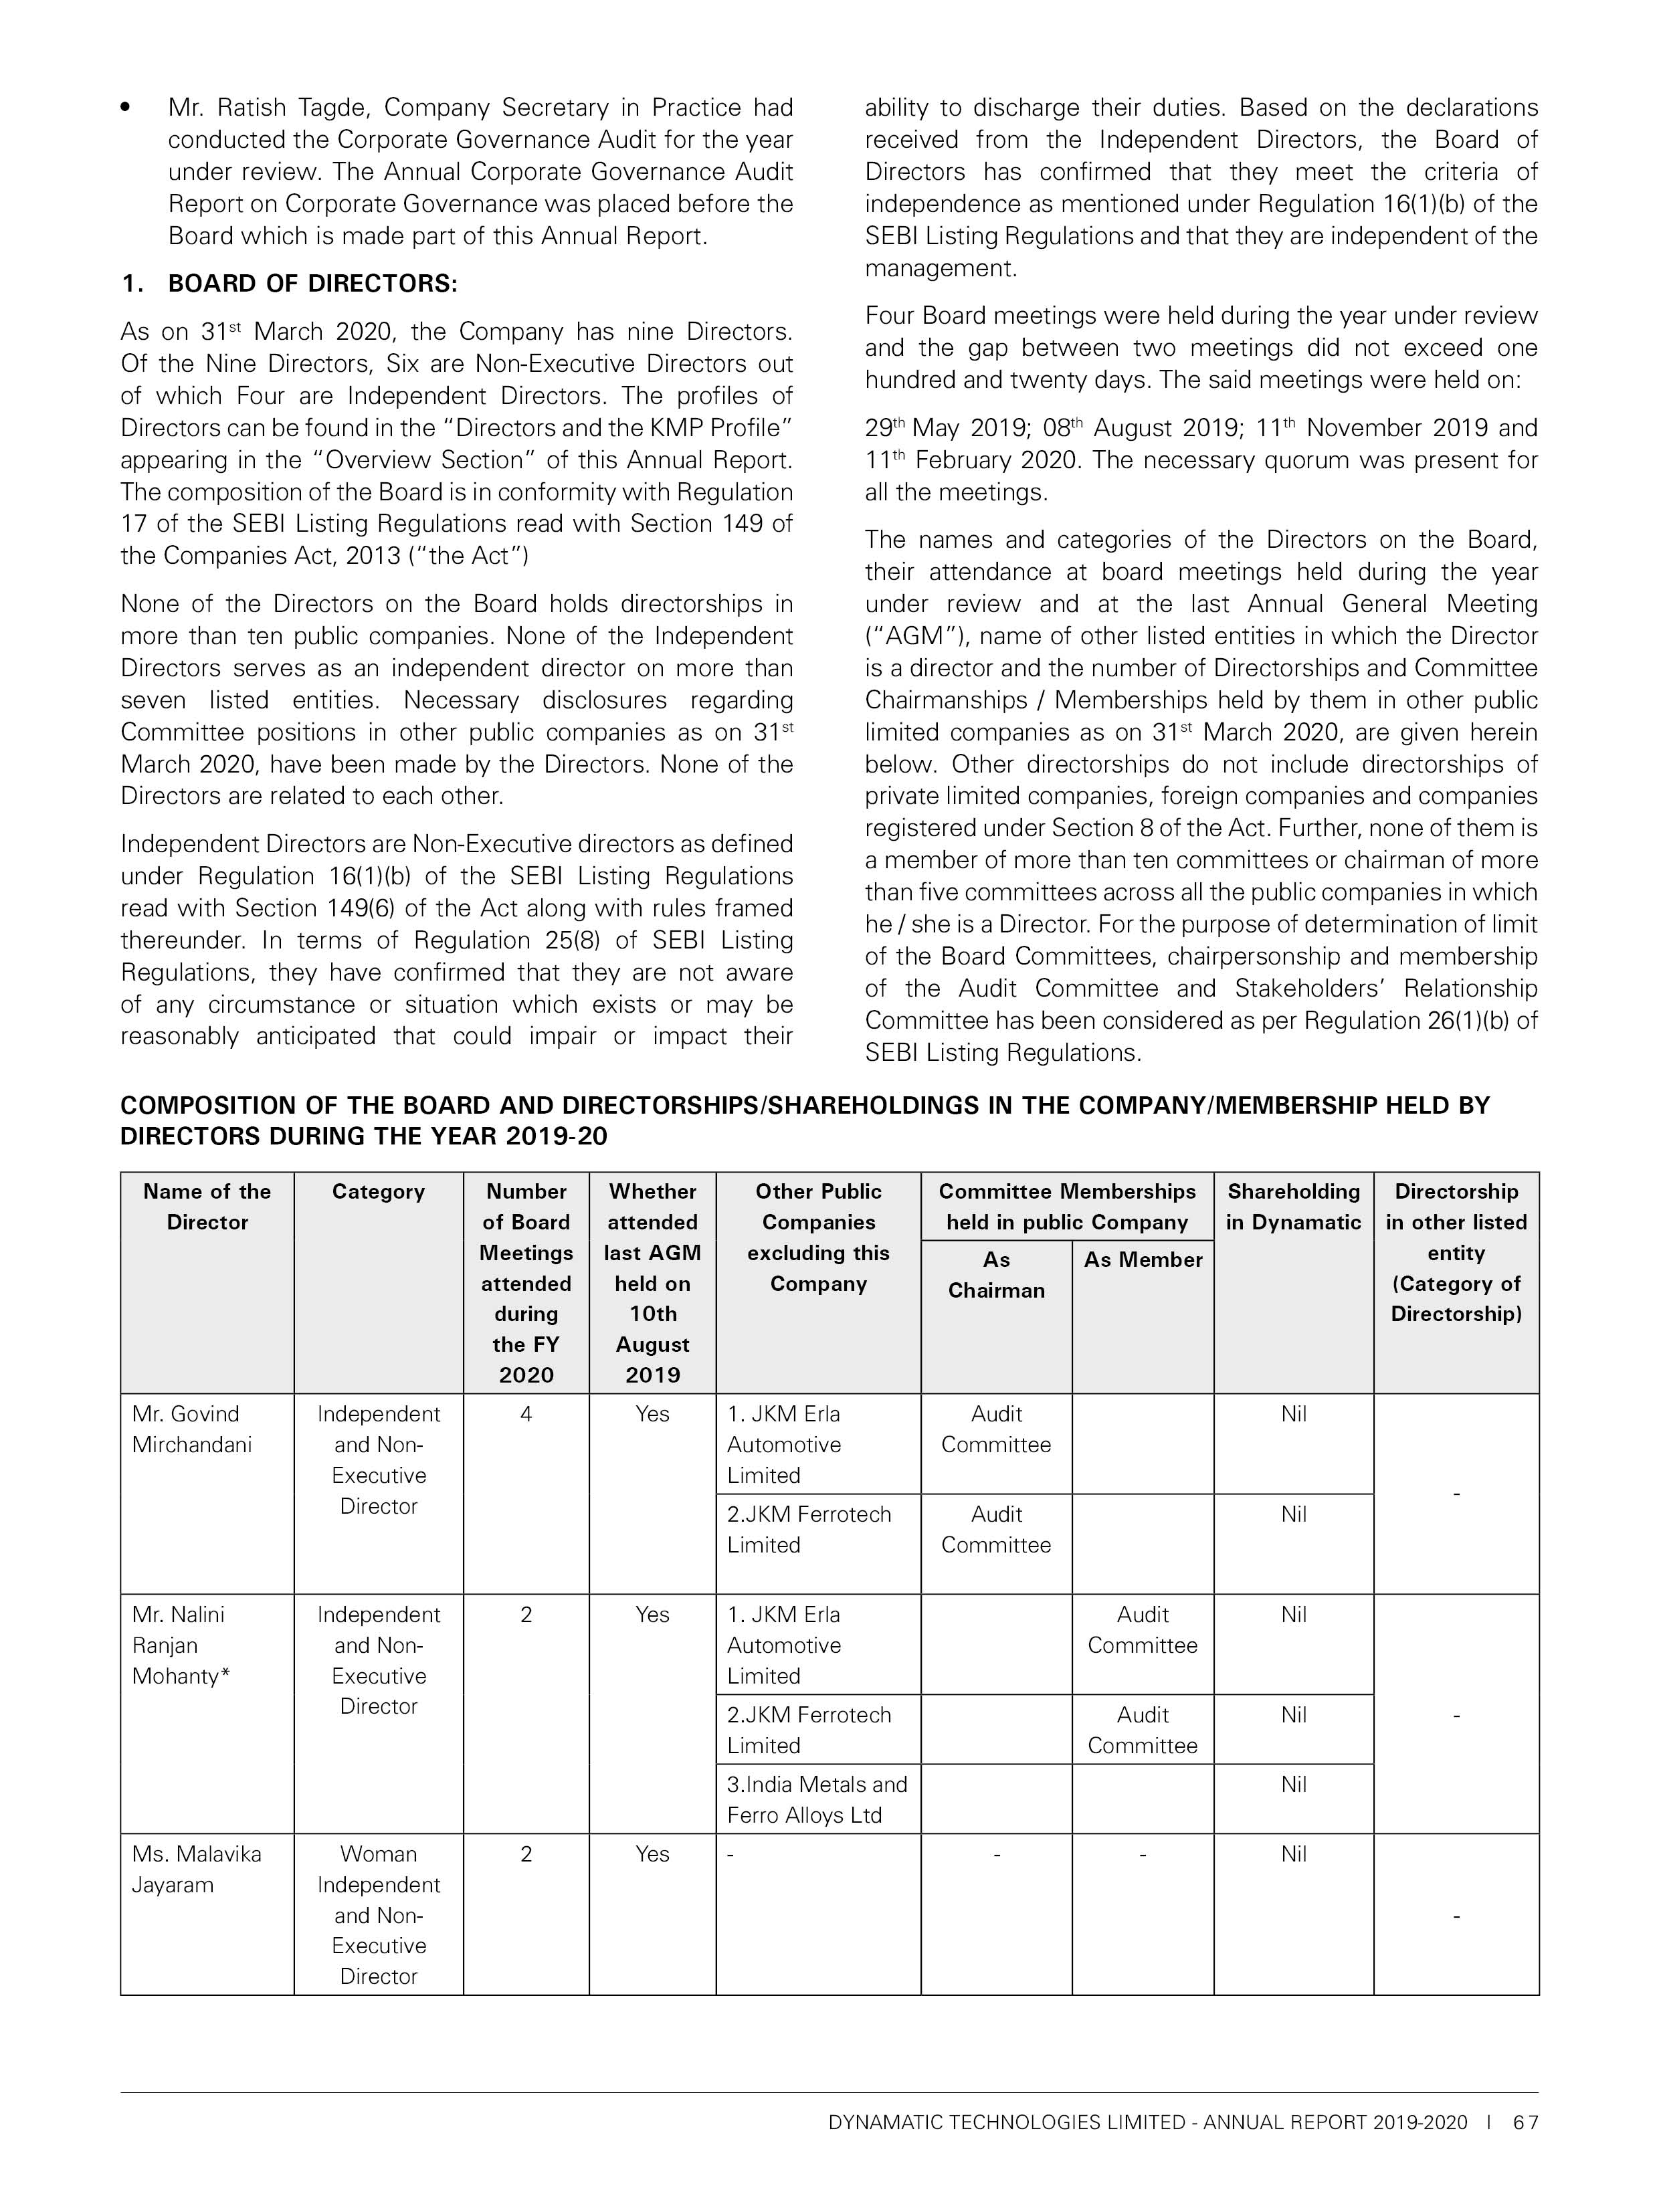 • Mr. Ratish Tagde, Company Secretary in Practice had
conducted the Corporate Governance Audit for the year
under review. The Annual Corporate Governance Audit
Report on Corporate Governance was placed before the
Board which is made part of this Annual Report.
1. BOARD OF DIRECTORS:
As on 31st March 2020, the Company has nine Directors.
Of the Nine Directors, Six are Non-Executive Directors out
of which Four are Independent Directors. The profiles of
Directors can be found in the “Directors and the KMP Profile”
appearing in the “Overview Section” of this Annual Report.
The composition of the Board is in conformity with Regulation
17 of the SEBI Listing Regulations read with Section 149 of
the Companies Act, 2013 (“the Act”)
None of the Directors on the Board holds directorships in
more than ten public companies. None of the Independent
Directors serves as an independent director on more than
seven listed entities. Necessary disclosures regarding
Committee positions in other public companies as on 31st
March 2020, have been made by the Directors. None of the
Directors are related to each other.
Independent Directors are Non-Executive directors as defined
under Regulation 16(1)(b) of the SEBI Listing Regulations
read with Section 149(6) of the Act along with rules framed
thereunder. In terms of Regulation 25(8) of SEBI Listing
Regulations, they have confirmed that they are not aware
of any circumstance or situation which exists or may be
reasonably anticipated that could impair or impact their
ability to discharge their duties. Based on the declarations
received from the Independent Directors, the Board of
Directors has confirmed that they meet the criteria of
independence as mentioned under Regulation 16(1)(b) of the
SEBI Listing Regulations and that they are independent of the
management.
Four Board meetings were held during the year under review
and the gap between two meetings did not exceed one
hundred and twenty days. The said meetings were held on:
29th May 2019; 08th August 2019; 11th November 2019 and
11th February 2020. The necessary quorum was present for
all the meetings.
The names and categories of the Directors on the Board,
their attendance at board meetings held during the year
under review and at the last Annual General Meeting
(“AGM”), name of other listed entities in which the Director
is a director and the number of Directorships and Committee
Chairmanships / Memberships held by them in other public
limited companies as on 31st March 2020, are given herein
below. Other directorships do not include directorships of
private limited companies, foreign companies and companies
registered under Section 8 of the Act. Further, none of them is
a member of more than ten committees or chairman of more
than five committees across all the public companies in which
he / she is a Director. For the purpose of determination of limit
of the Board Committees, chairpersonship and membership
of the Audit Committee and Stakeholders’ Relationship
Committee has been considered as per Regulation 26(1)(b) of
SEBI Listing Regulations.
COMPOSITION OF THE BOARD AND DIRECTORSHIPS/SHAREHOLDINGS IN THE COMPANY/MEMBERSHIP HELD BY
DIRECTORS DURING THE YEAR 2019-20
Name of the
Director
Category
Number
of Board
Meetings
attended
during
the FY
2020
Whether
attended
last AGM
held on
10th
August
2019
Other Public
Companies
excluding this
Company
Committee Memberships
held in public Company
As
Chairman
As Member
Shareholding
in Dynamatic
Directorship
in other listed
entity
(Category of
Directorship)
Mr. Govind
Mirchandani
Independent
and Non-
Executive
Director
4
Yes
1. JKM Erla
Automotive
Limited
Audit
Committee
Nil
-
2.JKM Ferrotech
Limited
Audit
Committee
Nil
Mr. Nalini
Ranjan
Mohanty*
Independent
and Non-
Executive
Director
2
Yes
1. JKM Erla
Automotive
Limited
Audit
Committee
Nil
2.JKM Ferrotech
Limited
Audit
Committee
Nil
-
3.India Metals and
Ferro Alloys Ltd
Nil
Ms. Malavika
Jayaram
Woman
Independent
and Non-
Executive
Director
2
Yes
-
-
-
Nil
-
DYNAMATIC TECHNOLOGIES LIMITED - ANNUAL REPORT 2019-2020 I 67